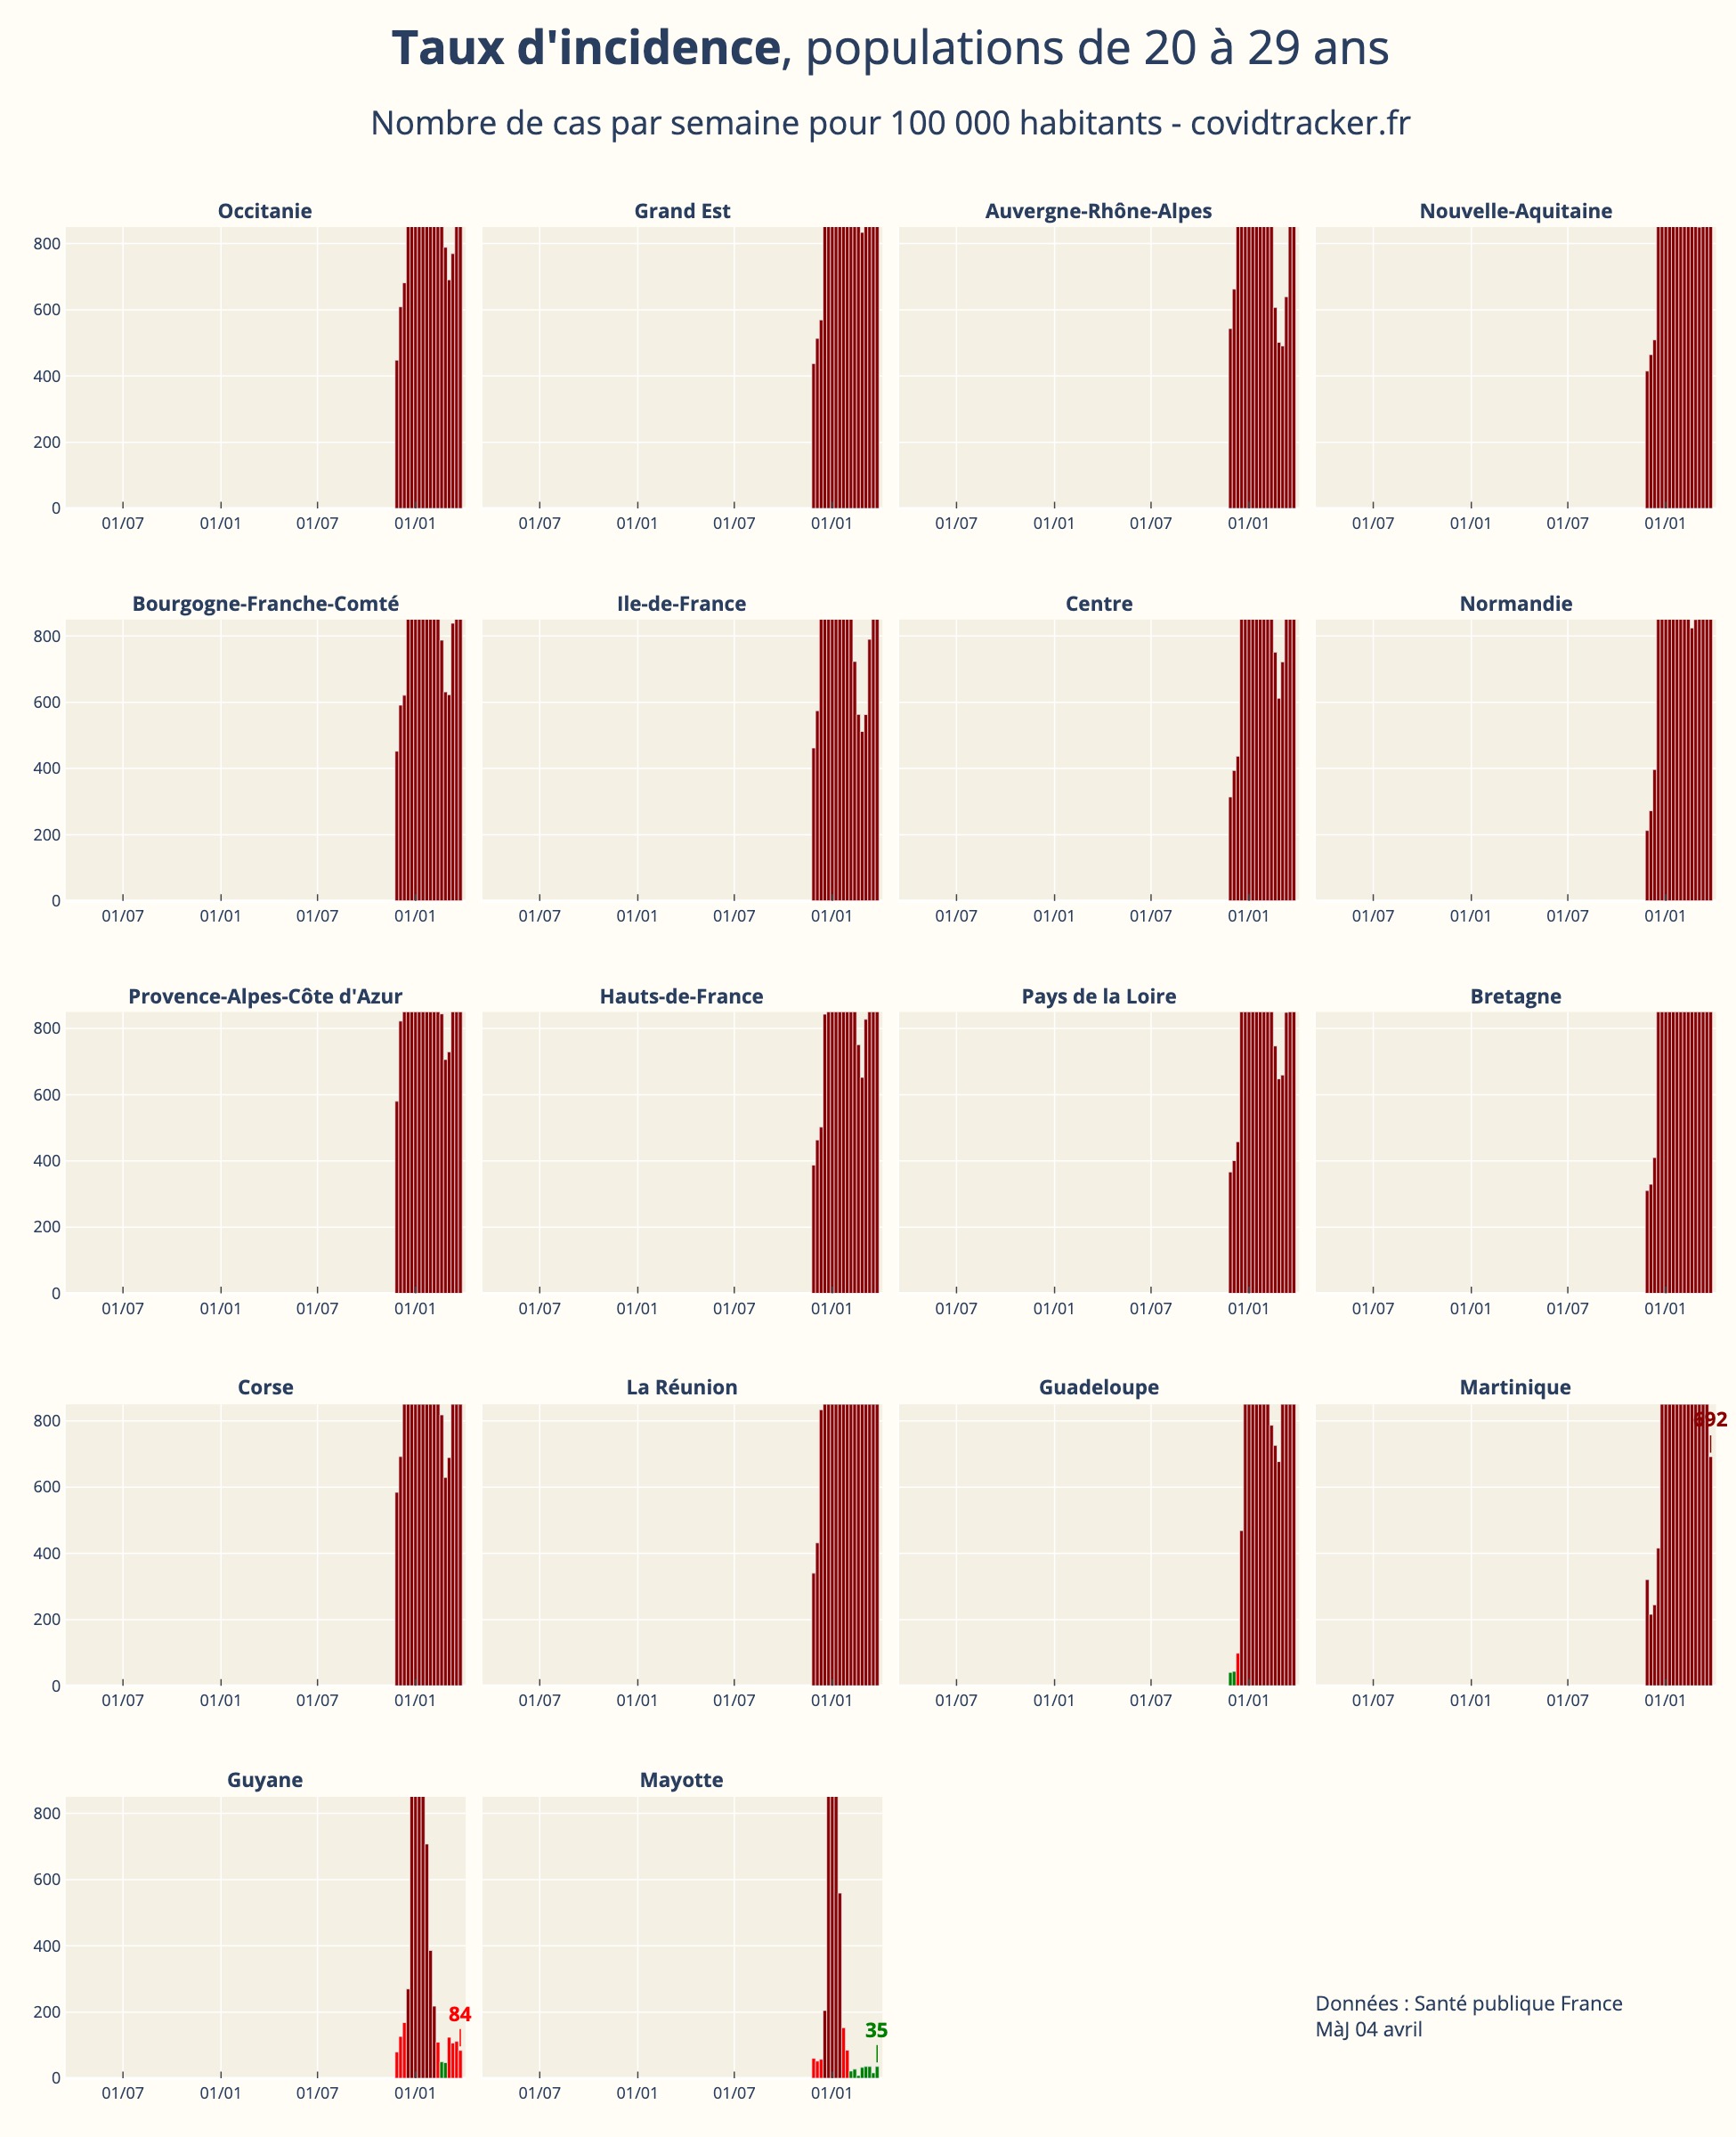 Taux d'incidence, populations de 20 à 29 ans
Nombre de cas par semaine pour 100 000 habitants - covidtracker.fr
Occitanie
Grand Est
Auvergne-Rhône-Alpes
Nouvelle-Aquitaine
800
600
400
200
0
01/07 01/01 01/07 01/01
01/07 01/01 01/07 01/01
01/07 01/01 01/07 01/01
01/07 01/01 01/07 01/01
Bourgogne-Franche-Comté
Ile-de-France
Centre
Normandie
800
600
400
200
0
01/07 01/01 01/07 01/01
01/07 01/01 01/07 01/01
01/07 01/01 01/07 01/01
01/07 01/01 01/07 01/01
Provence-Alpes-Côte d'Azur
Hauts-de-France
Pays de la Loire
Bretagne
800
600
400
200
0
01/07 01/01 01/07 01/01
01/07 01/01 01/07 01/01
01/07 01/01 01/07 01/01
01/07 01/01 01/07 01/01
Corse
La Réunion
Guadeloupe
Martinique
800
600
400
200
0
692
01/07 01/01 01/07 01/01
01/07 01/01 01/07 01/01
01/07 01/01 01/07 01/01
01/07 01/01 01/07 01/01
Guyane
Mayotte
800
600
400
200
0
84
35
01/07 01/01 01/07 01/01
01/07 01/01 01/07 01/01
Données : Santé publique France
MàJ 04 avril